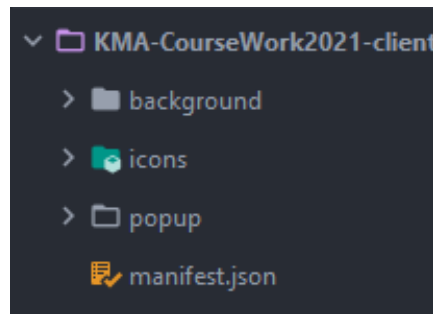 KMA-CourseWork2021-client
background
icons
popup
manifest.json